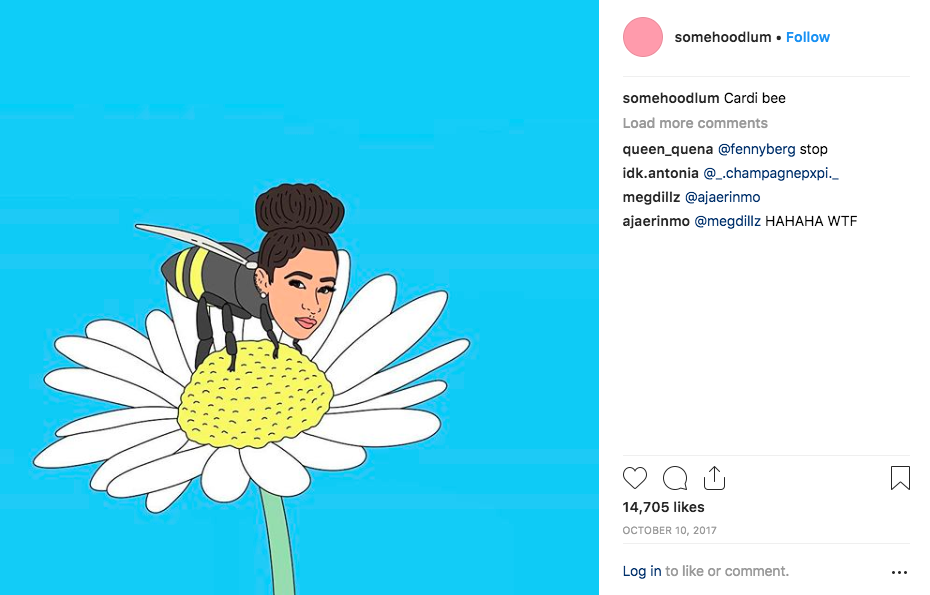 somehoodlum • Follow
somehoodlum Cardi bee
Load more comments
queen_quena @fennyberg stop
idk.antonia @_.champagnepxpi._
megdillz @ajaerinmo
ajaerinmo @megdillz HAHAHA WTF
14,705 likes
OCTOBER 10, 2017
Log in to like or comment.